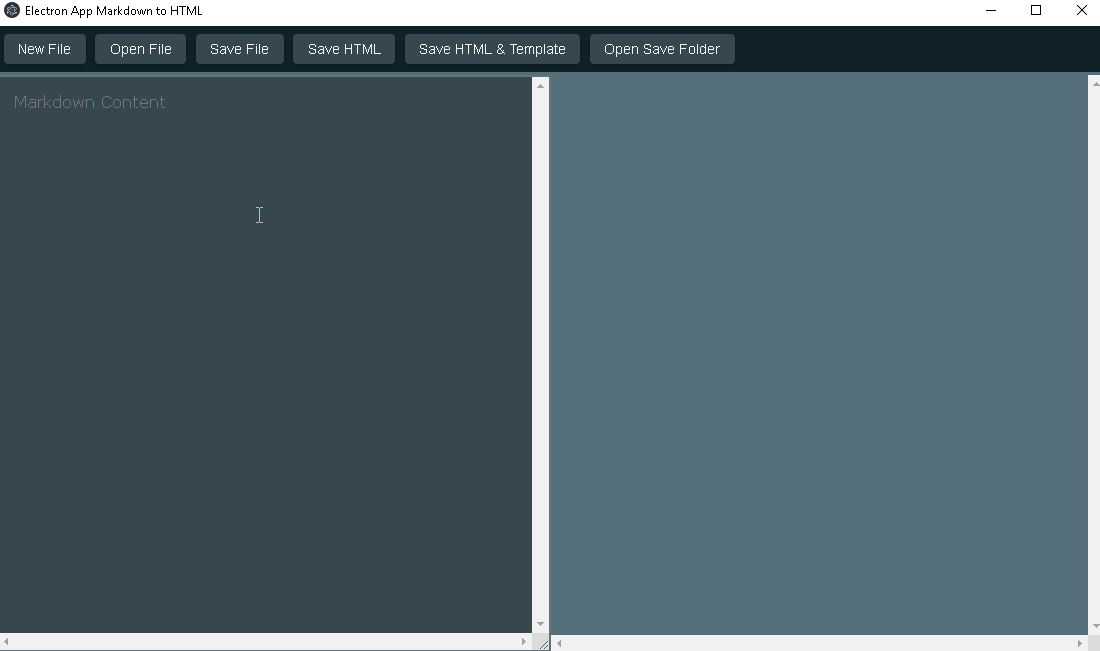 Electron App Markdown to HTML
New File Open File Save File Save HTML Save HTML & Template Open Save Folder
Markdown Content